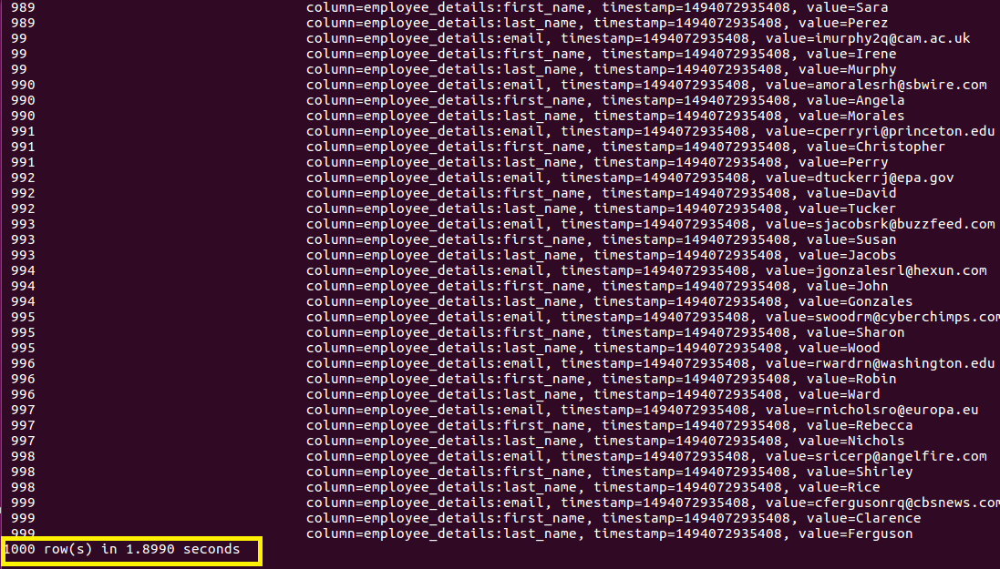 989 column=employee_details:first_name, timestamp=1494072935408, value=Sara
989 column=employee_details:last_name, timestamp=1494072935408, value=Perez
99 column=employee_details:email, timestamp=1494072935408, value=imurphy2q@cam.ac.uk
99 column=employee_details:first_name, timestamp=1494072935408, value=Irene
99 column=employee_details:last_name, timestamp=1494072935408, value=Murphy
990 column=employee_details:email, timestamp=1494072935408, value=amoralesrh@sbwire.com
990 column=employee_details:first_name, timestamp=1494072935408, value=Angela
990 column=employee_details:last_name, timestamp=1494072935408, value=Morales
991 column=employee_details:email, timestamp=1494072935408, value=cperryri@princeton.edu
991 column=employee_details:first_name, timestamp=1494072935408, value=Christopher
991 column=employee_details:last_name, timestamp=1494072935408, value=Perry
992 column=employee_details:email, timestamp=1494072935408, value=dtuckerrj@epa.gov
992 column=employee_details:first_name, timestamp=1494072935408, value=David
992 column=employee_details:last_name, timestamp=1494072935408, value=Tucker
993 column=employee_details:email, timestamp=1494072935408, value=sjacobsrk@buzzfeed.com
993 column=employee_details:first_name, timestamp=1494072935408, value=Susan
993 column=employee_details:last_name, timestamp=1494072935408, value=Jacobs
994 column=employee_details:email, timestamp=1494072935408, value=jgonzalesrl@hexun.com
994 column=employee_details:first_name, timestamp=1494072935408, value=John
994 column=employee_details:last_name, timestamp=1494072935408, value=Gonzales
995 column=employee_details:email, timestamp=1494072935408, value=swoodrm@cyberchimps.com
995 column=employee_details:first_name, timestamp=1494072935408, value=Sharon
995 column=employee_details:last_name, timestamp=1494072935408, value=Wood
996 column=employee_details:email, timestamp=1494072935408, value=rwardrn@washington.edu
996 column=employee_details:first_name, timestamp=1494072935408, value=Robin
996 column=employee_details:last_name, timestamp=1494072935408, value=Ward
997 column=employee_details:email, timestamp=1494072935408, value=rnicholsro@europa.eu
997 column=employee_details:first_name, timestamp=1494072935408, value=Rebecca
997 column=employee_details:last_name, timestamp=1494072935408, value=Nichols
998 column=employee_details:email, timestamp=1494072935408, value=sricerp@angelfire.com
998 column=employee_details:first_name, timestamp=1494072935408, value=Shirley
998 column=employee_details:last_name, timestamp=1494072935408, value=Rice
999 column=employee_details:email, timestamp=1494072935408, value=cfergusonrq@cbsnews.com
999 column=employee_details:first_name, timestamp=1494072935408, value=Clarence
999 column=employee_details:last_name, timestamp=1494072935408, value=Ferguson
1000 row(s) in 1.8990 seconds